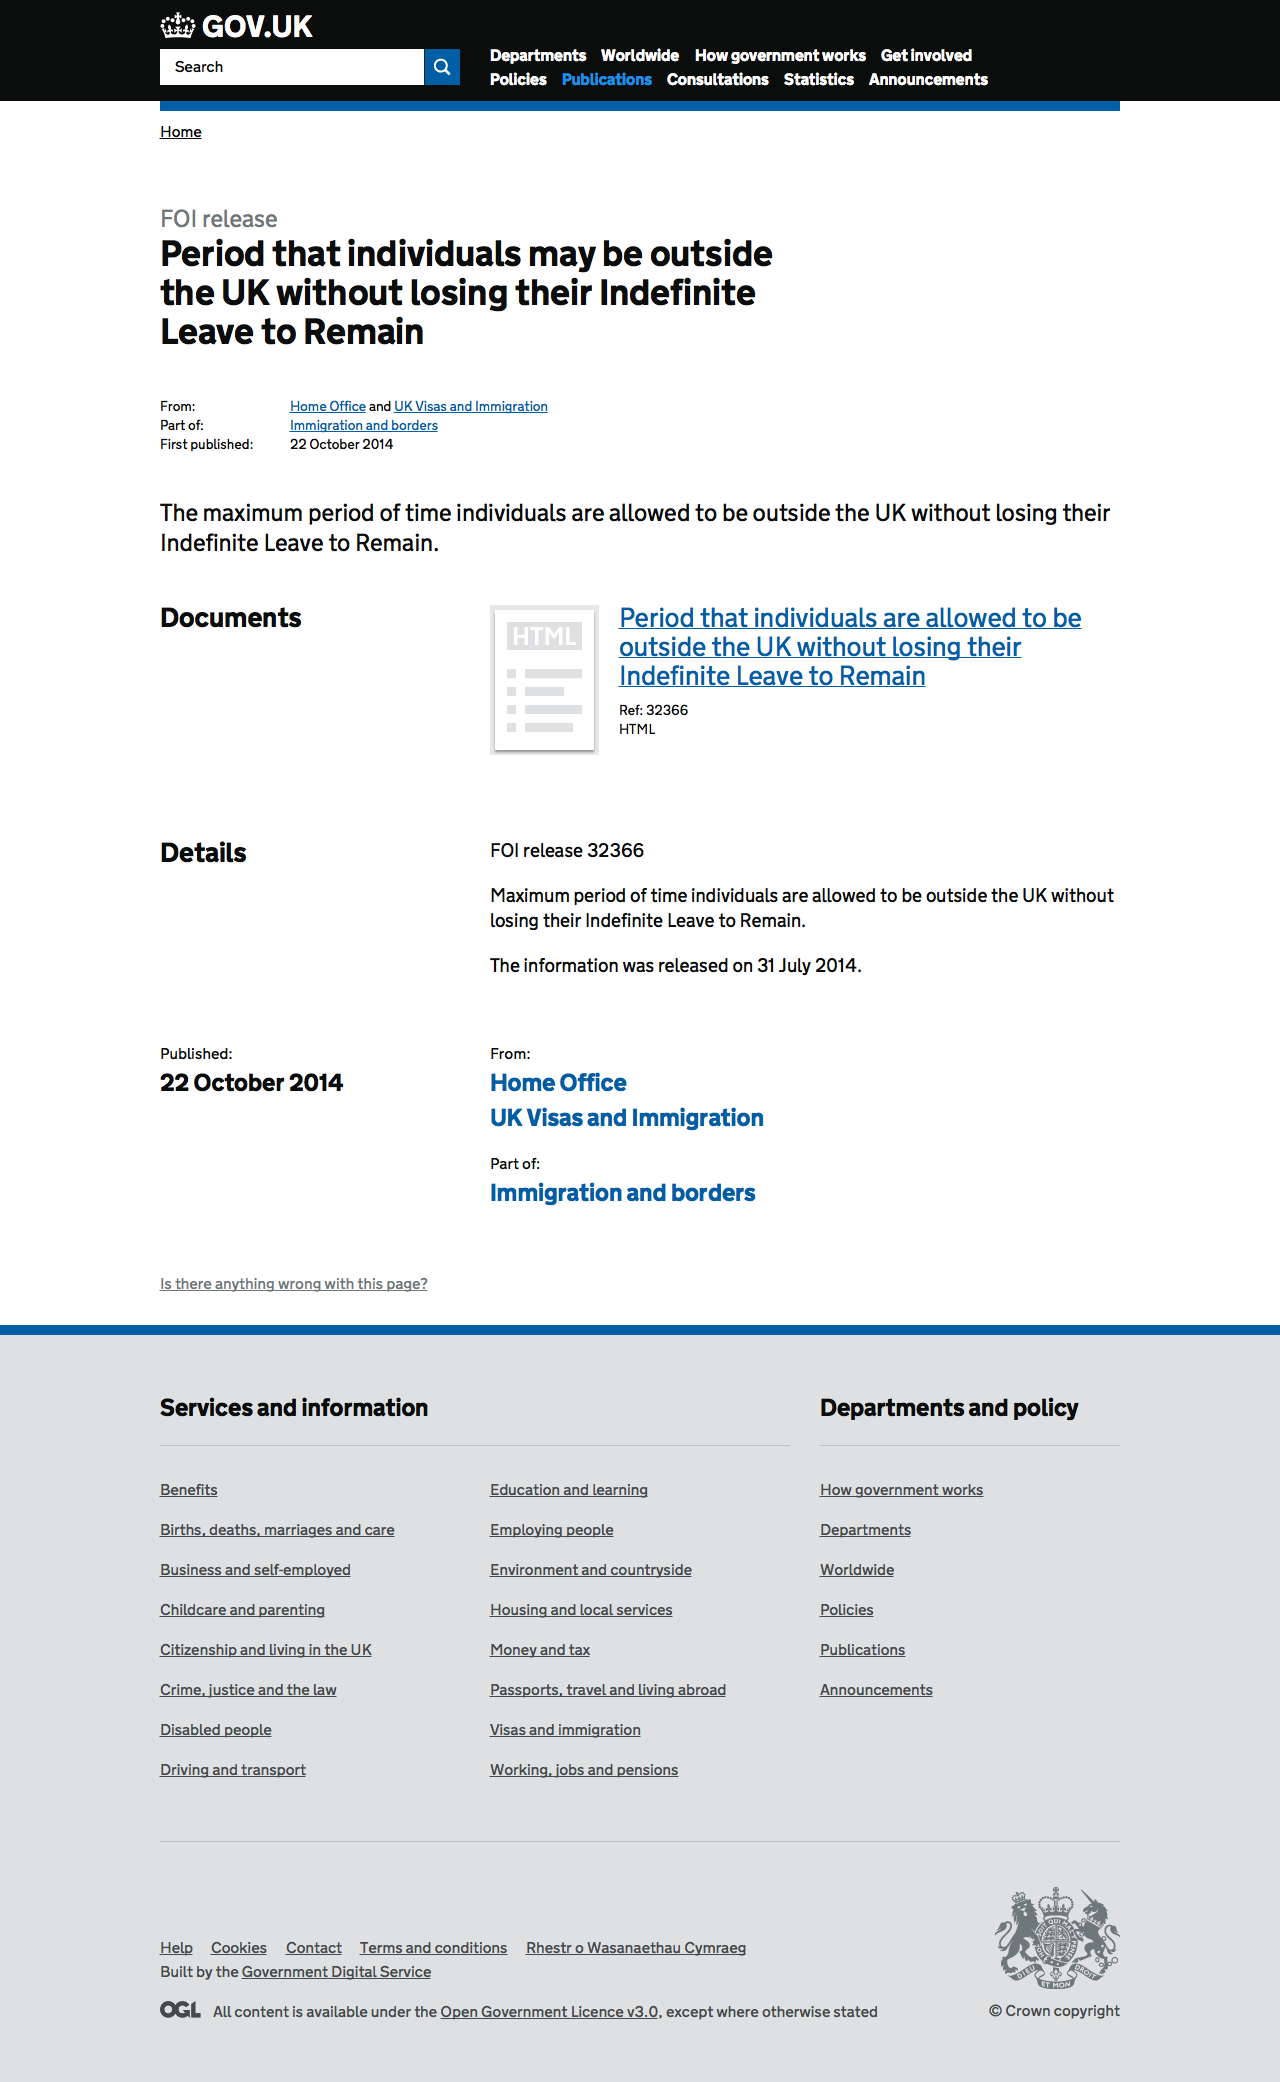 GOV.UK
Search
Departments Worldwide How government works Get involved
Policies Publications Consultations Statistics Announcements
Home
FOI release
Period that individuals may be outside
the UK without losing their Indefinite
Leave to Remain
From: Home Office and UK Visas and Immigration
Part of: Immigration and borders
First published: 22 October 2014
The maximum period of time individuals are allowed to be outside the UK without losing their
Indefinite Leave to Remain.
Documents
HTML
Period that individuals are allowed to be
outside the UK without losing their
Indefinite Leave to Remain
Ref: 32366
HTML
Details
FOI release 32366
Maximum period of time individuals are allowed to be outside the UK without
losing their Indefinite Leave to Remain.
The information was released on 31 July 2014.
Published:
22 October 2014
From:
Home Office
UK Visas and Immigration
Part of:
Immigration and borders
Is there anything wrong with this page?
Services and information
Benefits
Births, deaths, marriages and care
Business and self-employed
Childcare and parenting
Citizenship and living in the UK
Crime, justice and the law
Disabled people
Driving and transport
Education and learning
Employing people
Environment and countryside
Housing and local services
Money and tax
Passports, travel and living abroad
Visas and immigration
Working, jobs and pensions
Departments and policy
How government works
Departments
Worldwide
Policies
Publications
Announcements
Help Cookies Contact Terms and conditions Rhestr o Wasanaethau Cymraeg
Built by the Government Digital Service
OGL All content is available under the Open Government Licence v3.0, except where otherwise stated
DIEU ET MON DROIT
© Crown copyright